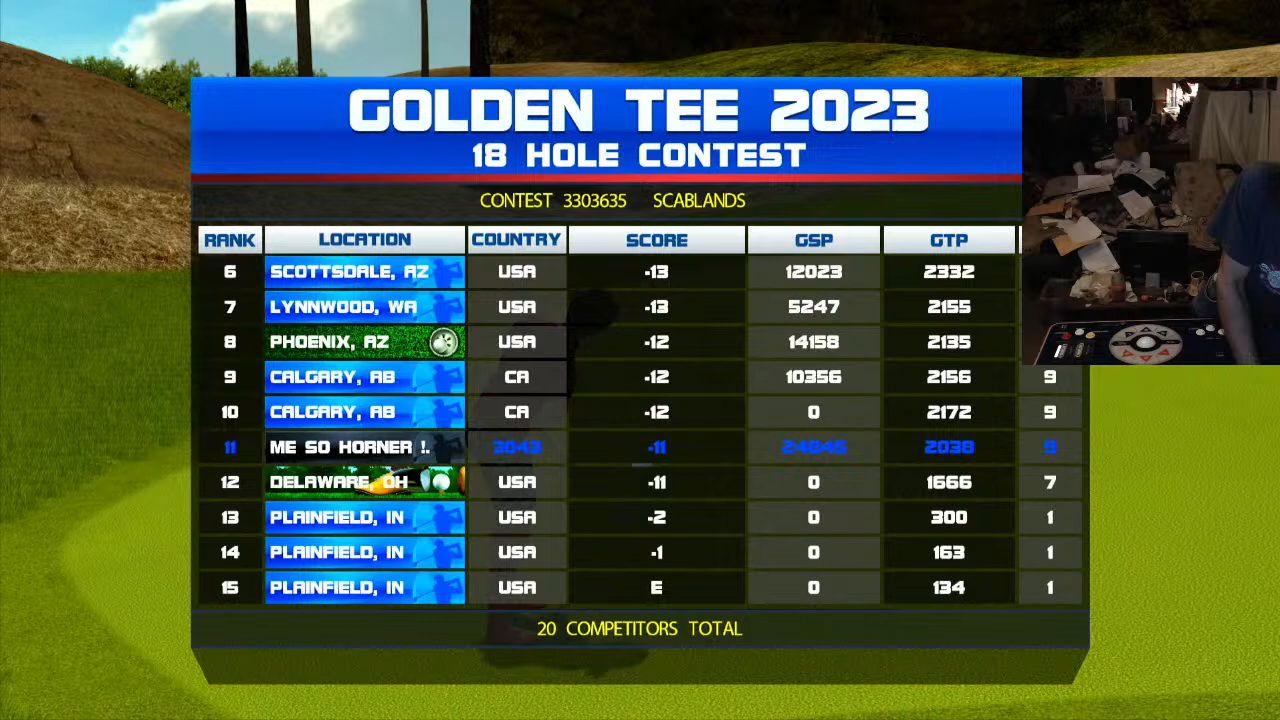 GOLDEN TEE 2023
18 HOLE CONTEST
CONTEST 3303635 SCABLANDS
RANK LOCATION COUNTRY SCORE GSP GTP
6 SCOTTSDALE, AZ USA -13 12023 2332
7 LYNNWOOD, WA USA -13 5247 2155
8 PHOENIX, AZ USA -12 14158 2135
9 CALGARY, AB CA -12 10356 2156 9
10 CALGARY, AB CA -12 0 2172 9
11 ME SO HORNER !. 3043 -11 24845 2038 9
12 DELAWARE, OH USA -11 0 1666 7
13 PLAINFIELD, IN USA -2 0 300 1
14 PLAINFIELD, IN USA -1 0 163 1
15 PLAINFIELD, IN USA E 0 134 1
20 COMPETITORS TOTAL